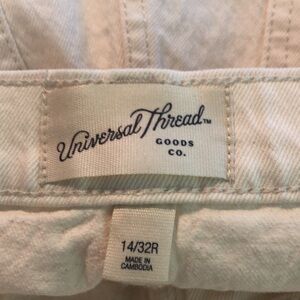 Universal Thread™
GOODS
CO.
14/32R
MADE IN
CAMBODIA